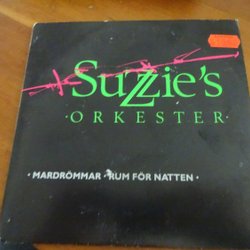 Suzzie's
· ORKESTER ·
· MARDRÖMMAR · RUM FÖR NATTEN ·